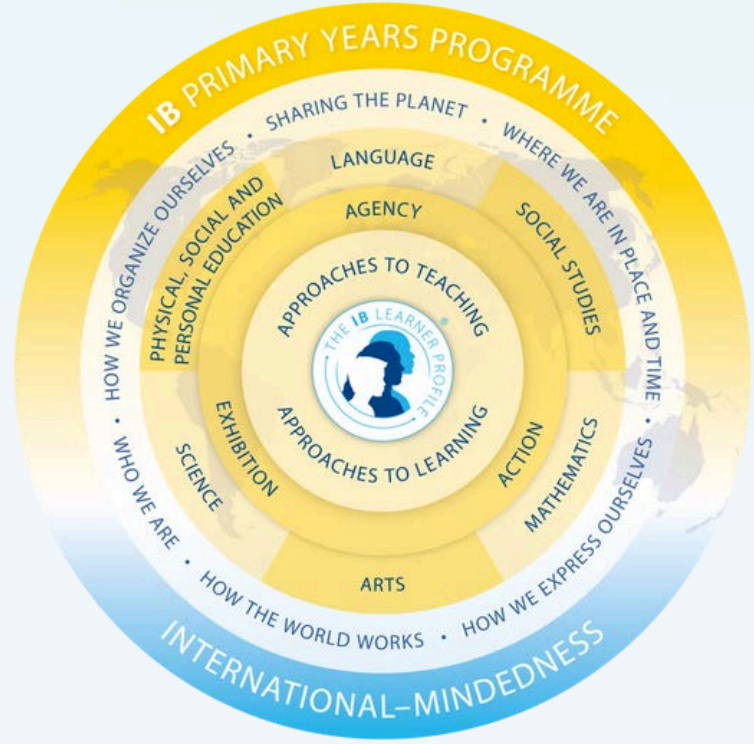 IB PRIMARY YEARS PROGRAMME
SHARING THE PLANET
•
WHERE WE ARE IN PLACE AND TIME
•
HOW WE EXPRESS OURSELVES
•
HOW THE WORLD WORKS
•
WHO WE ARE
•
HOW WE ORGANIZE OURSELVES
•
LANGUAGE
SOCIAL STUDIES
MATHEMATICS
ARTS
SCIENCE
PHYSICAL, SOCIAL AND
PERSONAL EDUCATION
AGENCY
ACTION
EXHIBITION
APPROACHES TO TEACHING
THE IB LEARNER PROFILE
®
APPROACHES TO LEARNING
INTERNATIONAL–MINDEDNESS